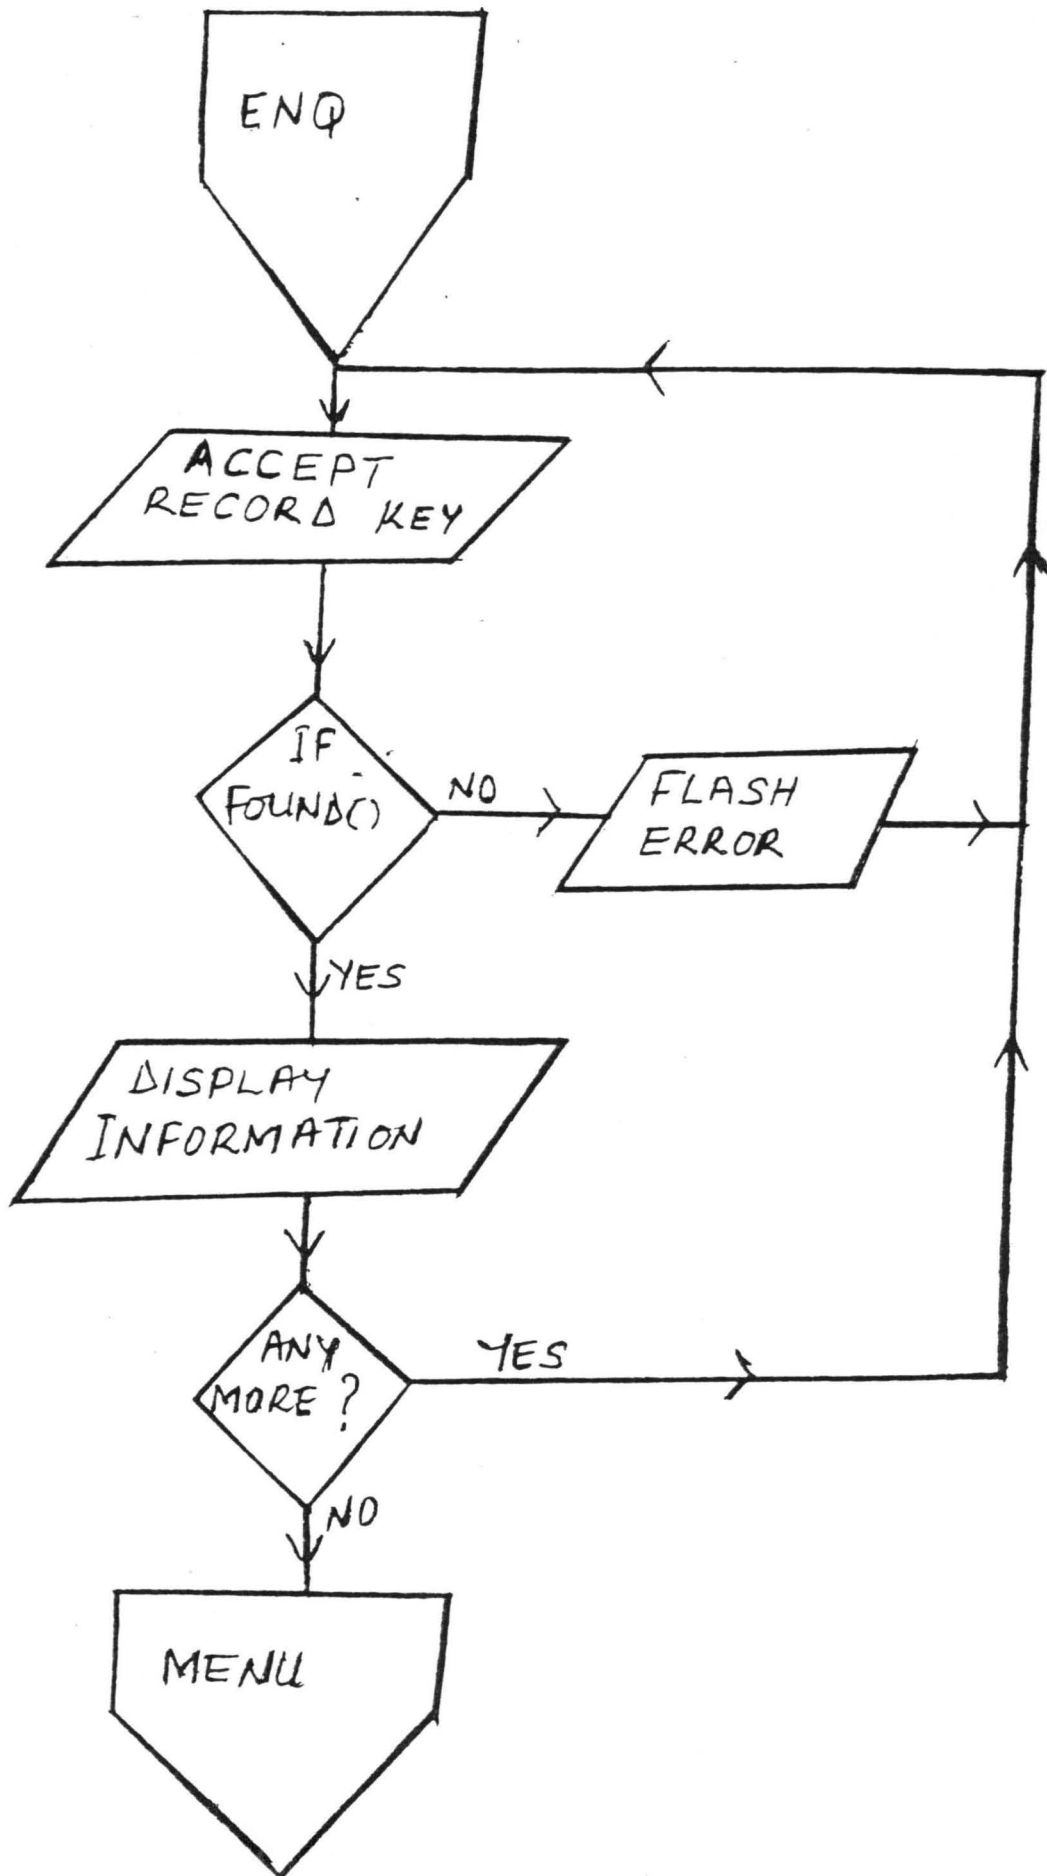 ENQ
ACCEPT
RECORD KEY
IF
FOUND()
NO
FLASH
ERROR
YES
DISPLAY
INFORMATION
ANY
MORE?
YES
NO
MENU